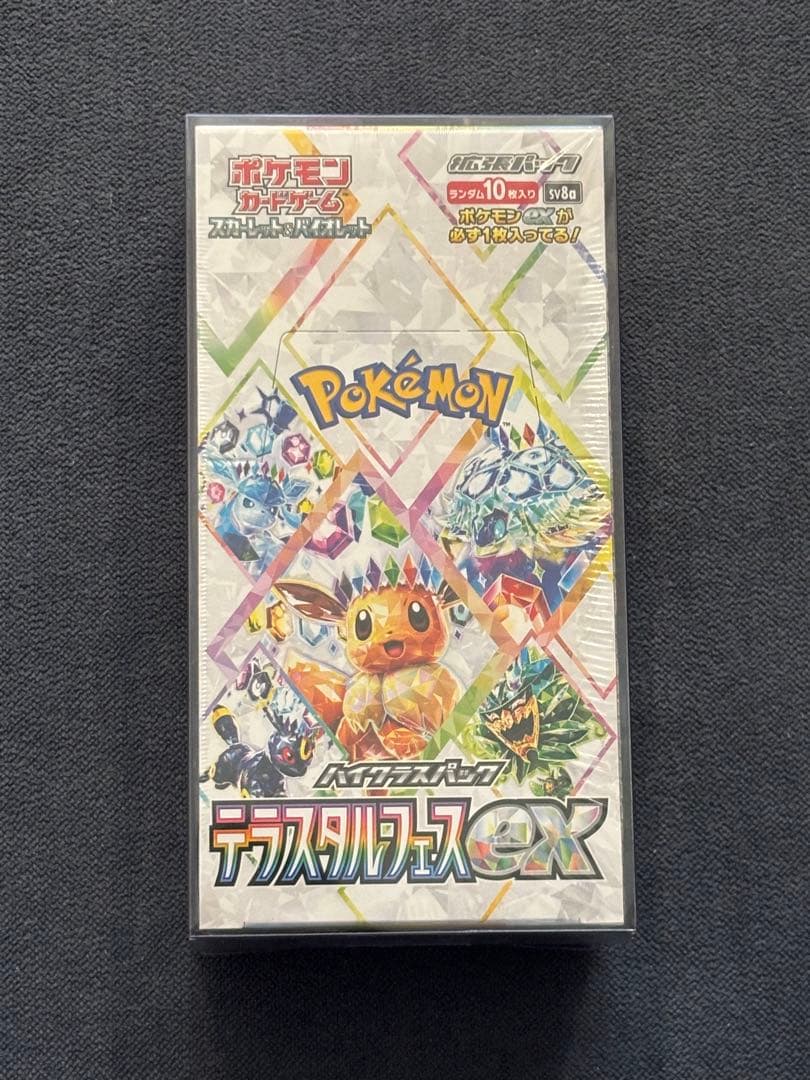 ポケモン
カードゲーム
スカーレット&バイオレット
拡張パック
ランダム10枚入り SV8a
ポケモンexが
必ず1枚入ってる!
POKéMON
TM
ハイクラスパック
テラスタルフェスex